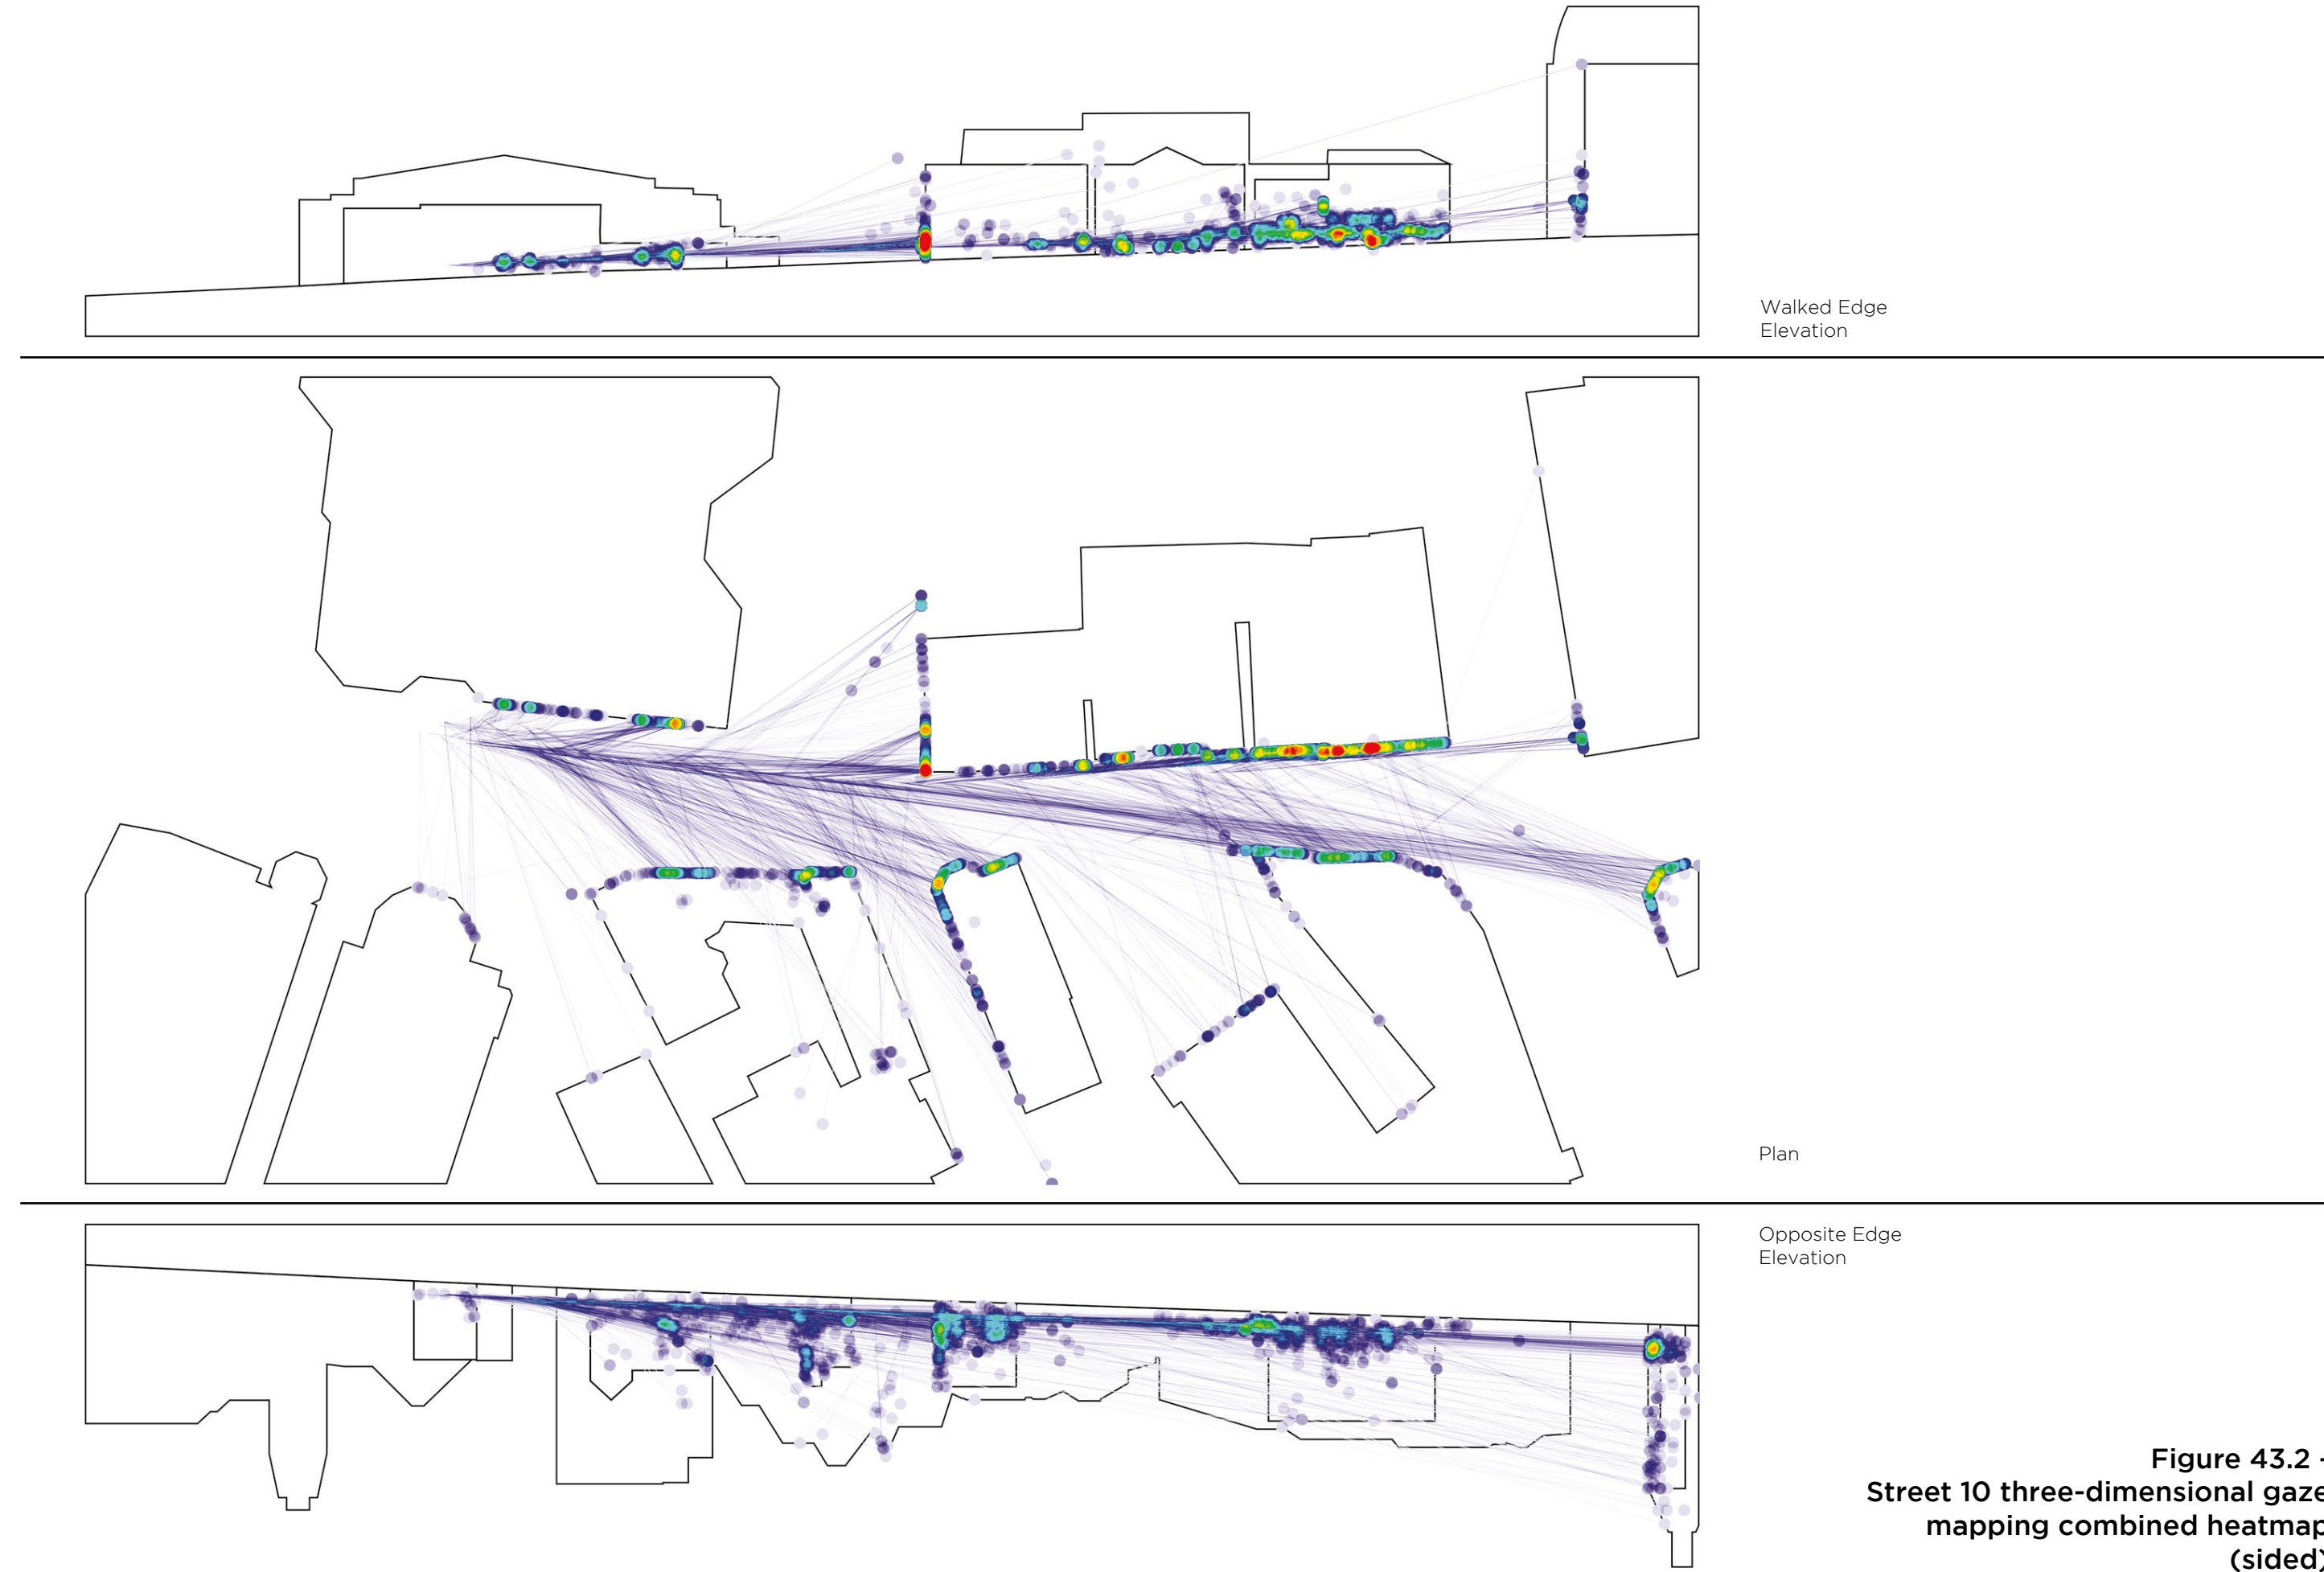 Walked Edge
Elevation
Plan
Opposite Edge
Elevation
Figure 43.2 -
Street 10 three-dimensional gaze
mapping combined heatmap
(sided)